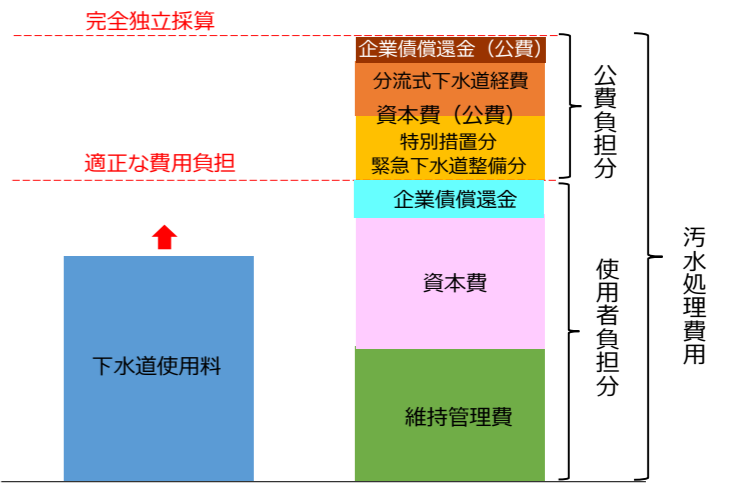 完全独立採算
企業債償還金（公費）
分流式下水道経費
資本費（公費）
特別措置分
緊急下水道整備分
公費負担分
適正な費用負担
企業債償還金
資本費
維持管理費
使用者負担分
汚水処理費用
下水道使用料